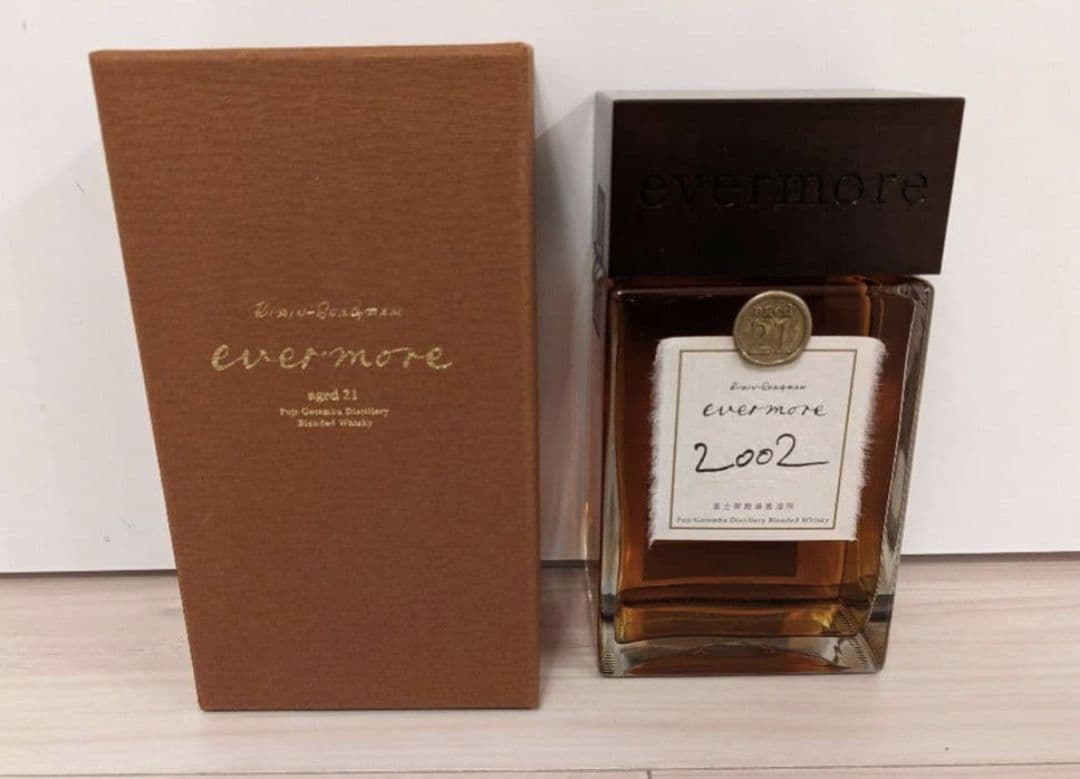 Kirin-Seagram
evermore
aged 21
Fuji-Gotemba Distillery
Blended Whisky
evermore
aged
21
Kirin-Seagram
evermore
2002
富士御殿場蒸溜所
Fuji-Gotemba Distillery Blended Whisky